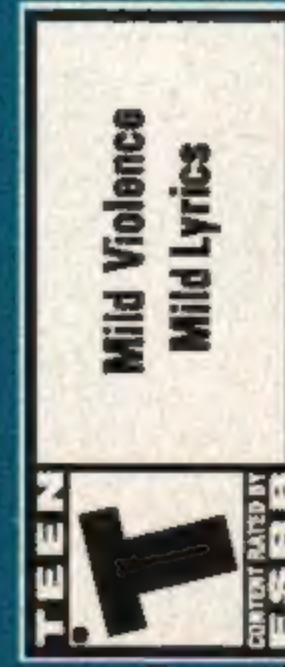 TEEN
T
CONTENT RATED BY
ESRB
Mild Violence
Mild Lyrics